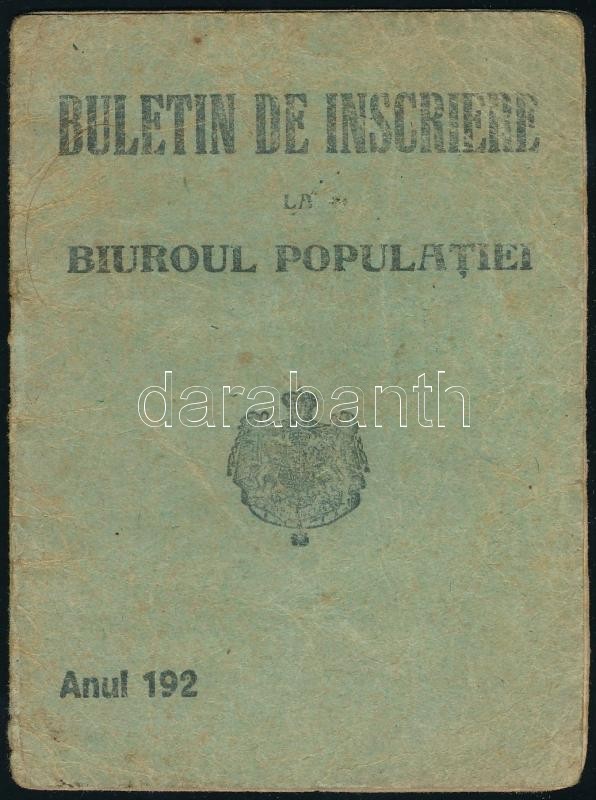 BULETIN DE INSCRIERE
LA
BIUROUL POPULAȚIEI
darabanth
Anul 192